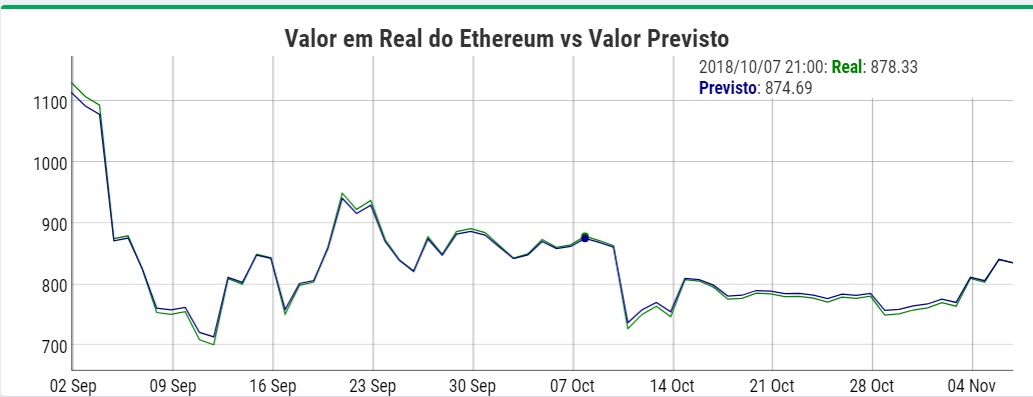 Valor em Real do Ethereum vs Valor Previsto
2018/10/07 21:00: Real: 878.33
Previsto: 874.69
1100
1000
900
800
700
02 Sep 09 Sep 16 Sep 23 Sep 30 Sep 07 Oct 14 Oct 21 Oct 28 Oct 04 Nov